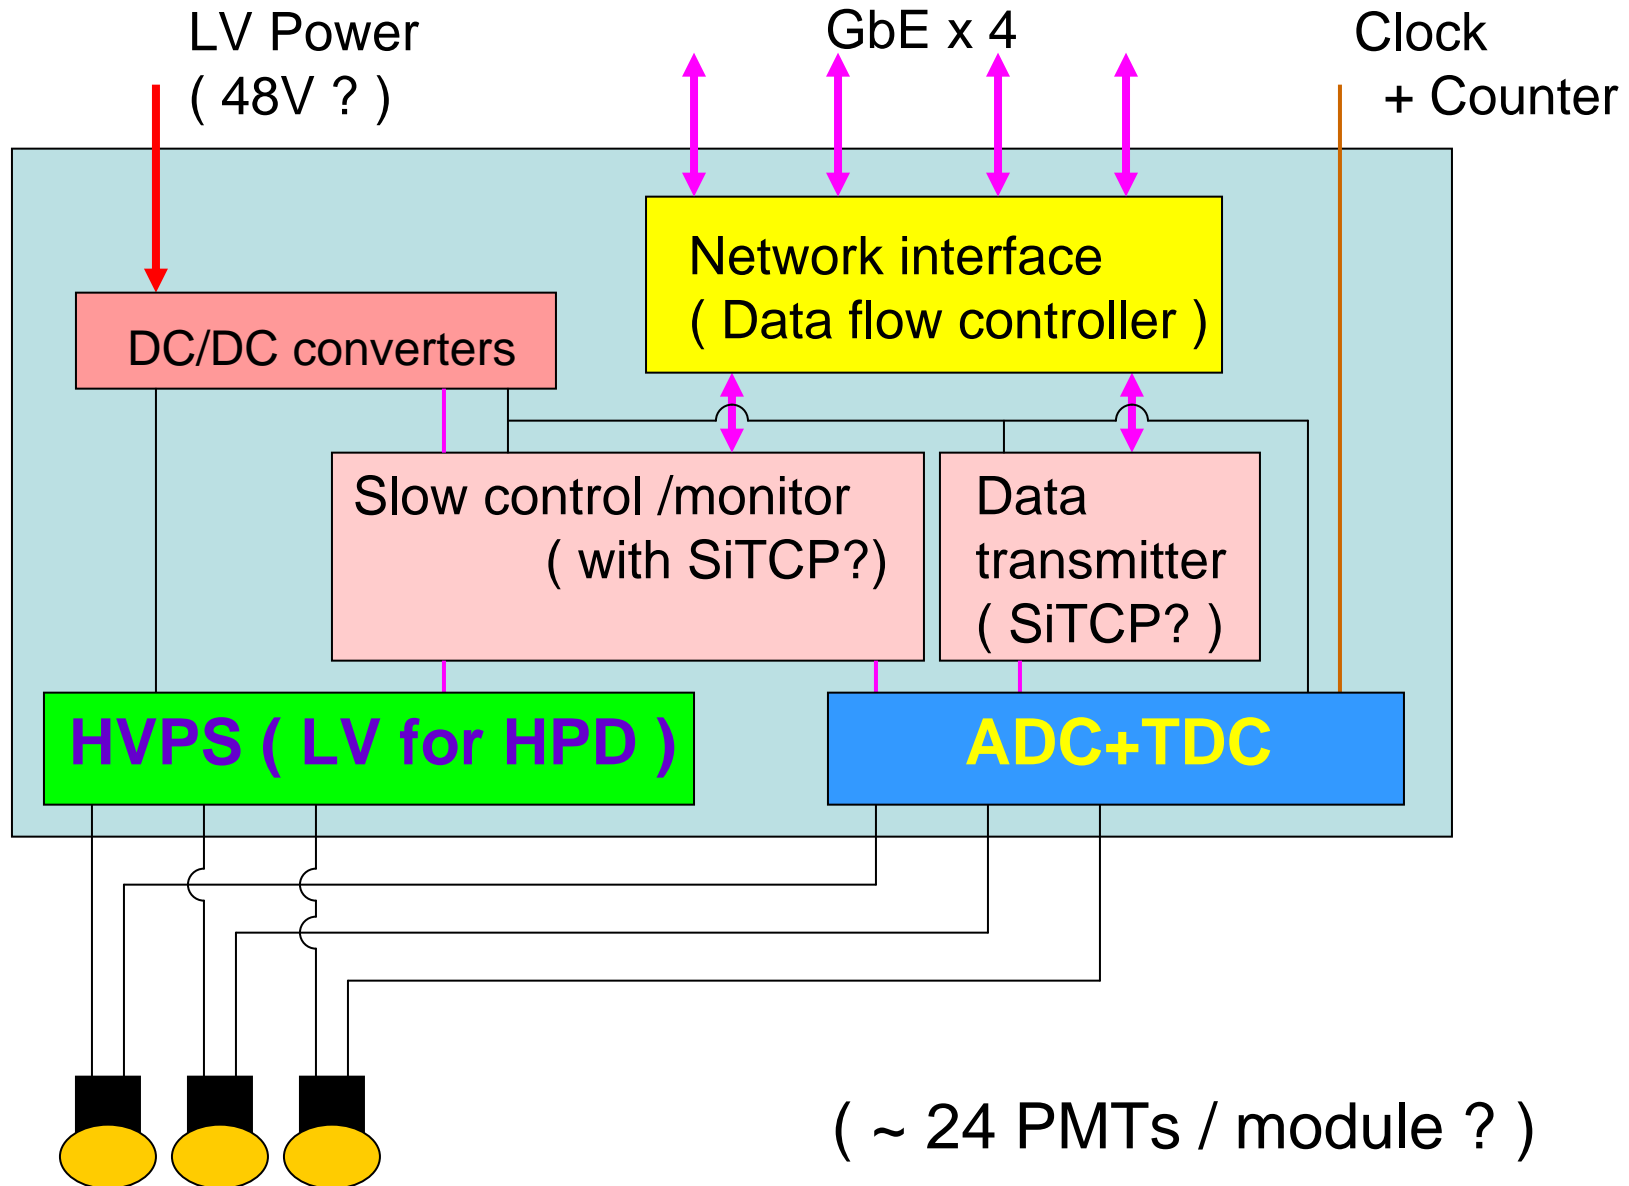 LV Power
( 48V ? )
GbE x 4
Clock
+ Counter
Network interface
( Data flow controller )
DC/DC converters
Slow control /monitor
( with SiTCP?)
Data
transmitter
( SiTCP? )
HVPS ( LV for HPD )
ADC+TDC
( ~ 24 PMTs / module ? )